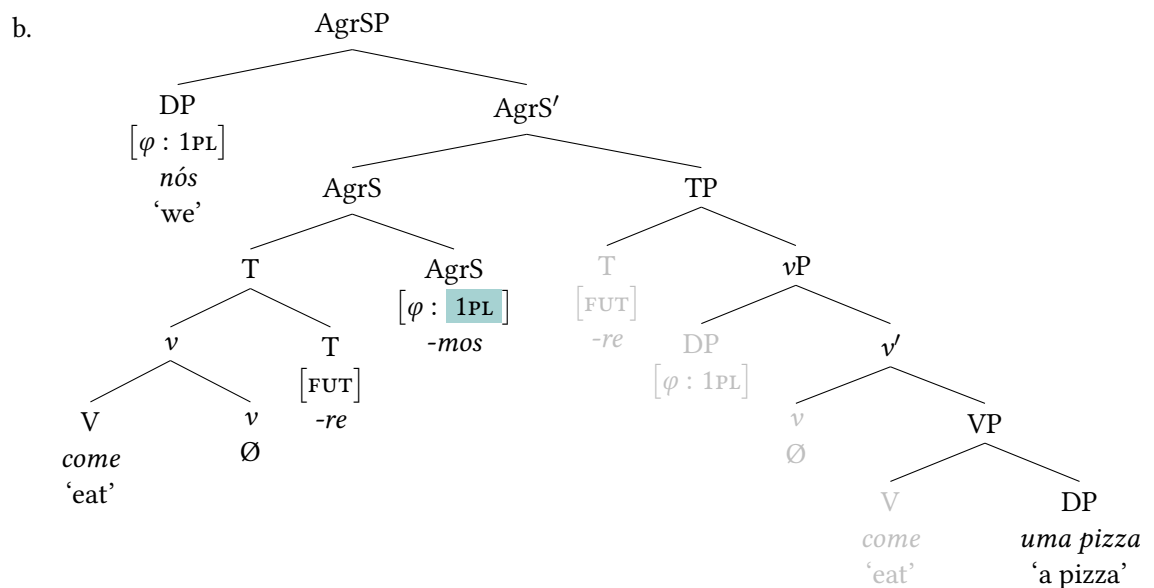 b.
AgrSP
DP
[φ : 1PL]
nós
‘we’
AgrS′
AgrS
TP
T
AgrS
[φ : 1PL]
-mos
T
[FUT]
-re
vP
v
T
[FUT]
-re
DP
[φ : 1PL]
v′
V
come
‘eat’
v
Ø
v
Ø
VP
V
come
‘eat’
DP
uma pizza
‘a pizza’